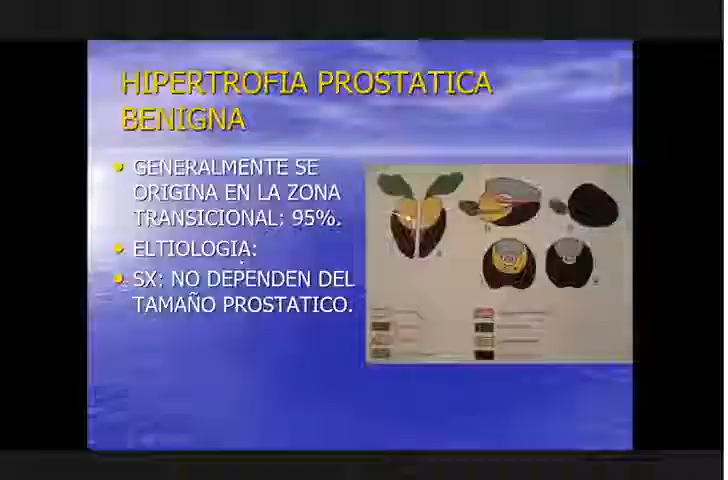 HIPERTROFIA PROSTATICA
BENIGNA
GENERALMENTE SE
ORIGINA EN LA ZONA
TRANSICIONAL: 95%.
ELTIOLOGIA:
SX: NO DEPENDEN DEL
TAMAÑO PROSTATICO.